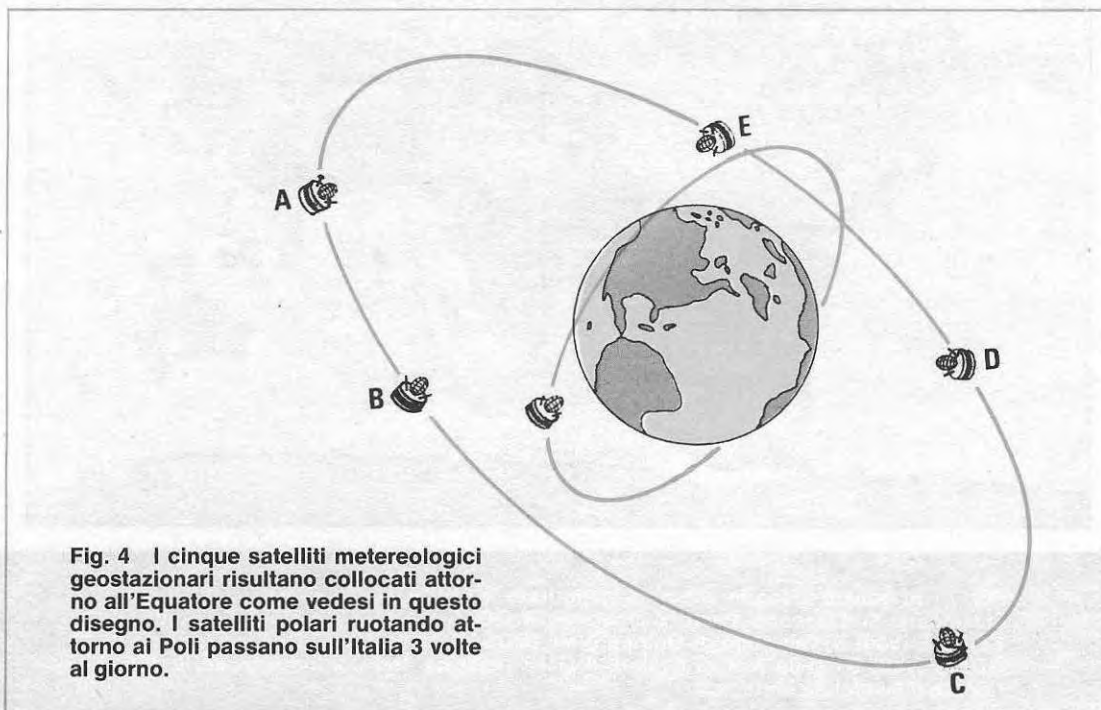 E
A
D
B
Fig. 4 I cinque satelliti metereologici
geostazionari risultano collocati attor-
no all'Equatore come vedesi in questo
disegno. I satelliti polari ruotando at-
torno ai Poli passano sull'Italia 3 volte
al giorno.
C